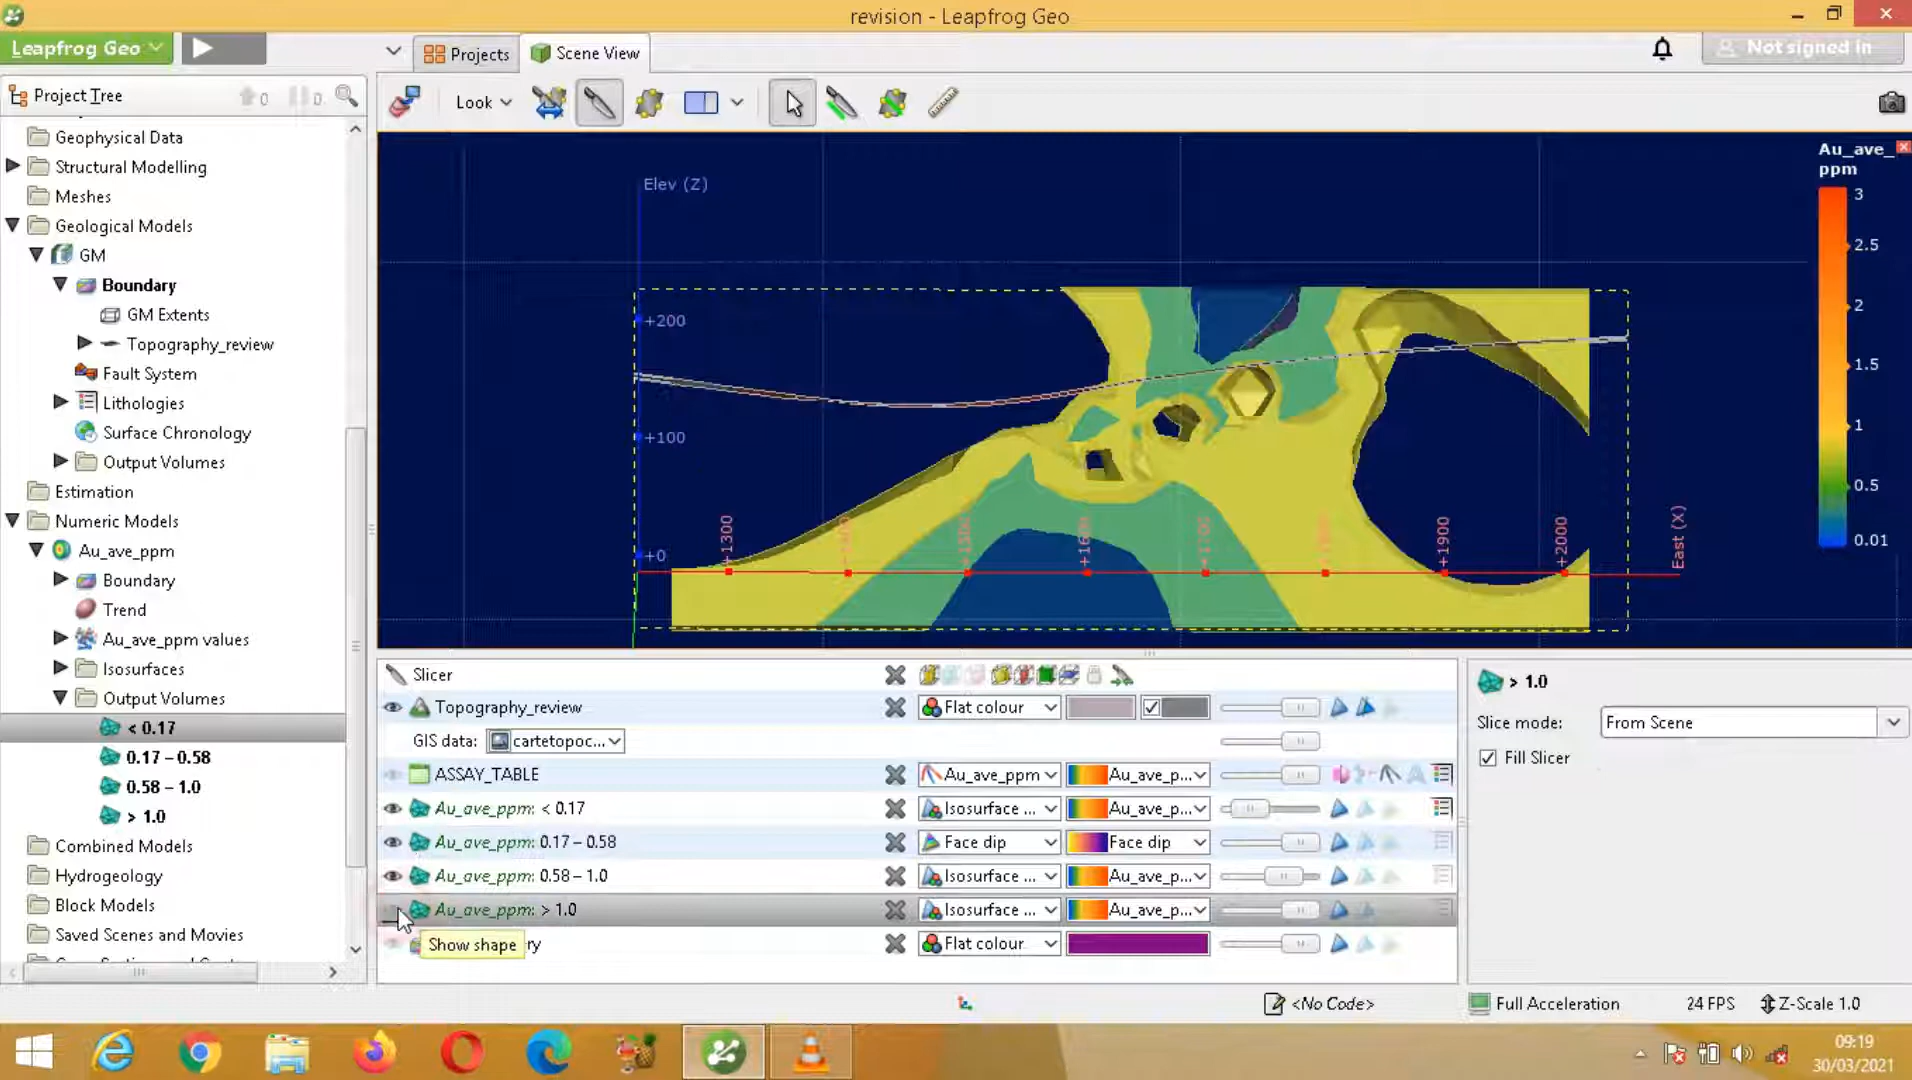 revision - Leapfrog Geo
Leapfrog Geo
Projects
Scene View
Not signed in
Project Tree
0
0
Look
Geophysical Data
Structural Modelling
Meshes
Geological Models
GM
Boundary
GM Extents
Topography_review
Fault System
Lithologies
Surface Chronology
Output Volumes
Estimation
Numeric Models
Au_ave_ppm
Boundary
Trend
Au_ave_ppm values
Isosurfaces
Output Volumes
< 0.17
0.17 – 0.58
0.58 – 1.0
> 1.0
Combined Models
Hydrogeology
Block Models
Saved Scenes and Movies
Elev (Z)
+200
+100
+0
+1300
+1500
+1600
+1700
+1900
+2000
East (X)
Au_ave_
ppm
3
2.5
2
1.5
1
0.5
0.01
Slicer
Topography_review
Flat colour
GIS data:
cartetopoc...
ASSAY_TABLE
Au_ave_ppm
Au_ave_p...
Au_ave_ppm: < 0.17
Isosurface ...
Au_ave_p...
Au_ave_ppm: 0.17 – 0.58
Face dip
Face dip
Au_ave_ppm: 0.58 – 1.0
Isosurface ...
Au_ave_p...
Au_ave_ppm: > 1.0
Isosurface ...
Au_ave_p...
Show shape
ry
Flat colour
> 1.0
Slice mode:
From Scene
Fill Slicer
<No Code>
Full Acceleration
24 FPS
Z-Scale 1.0
09:19
30/03/2021